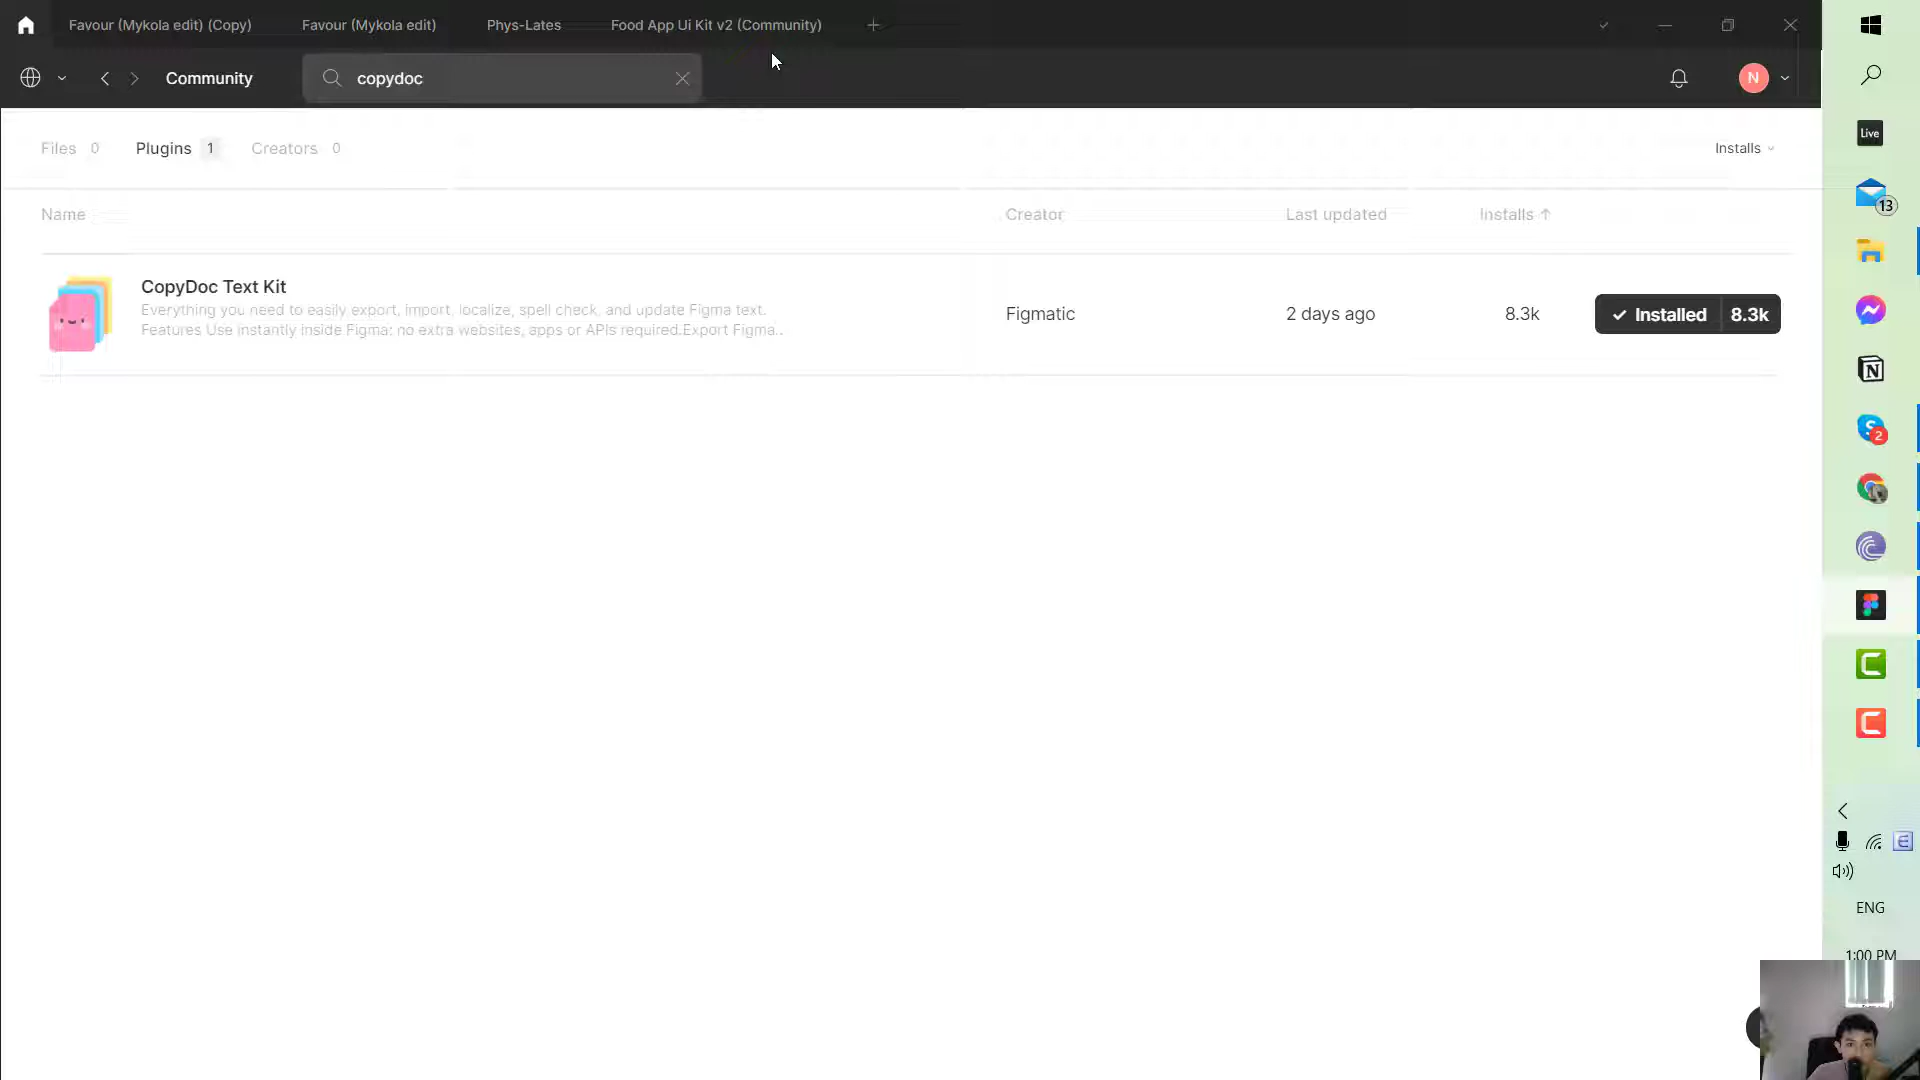 Favour (Mykola edit) (Copy)
Favour (Mykola edit)
Phys-Lates
Food App Ui Kit v2 (Community)
Community
copydoc
N
Files 0
Plugins 1
Creators 0
Installs
Name
Creator
Last updated
Installs ↑
CopyDoc Text Kit
Everything you need to easily export, import, localize, spell check, and update Figma text.
Features Use instantly inside Figma: no extra websites, apps or APIs required.Export Figma..
Figmatic
2 days ago
8.3k
Installed 8.3k
Live
13
N
S
2
ENG
1:00 PM